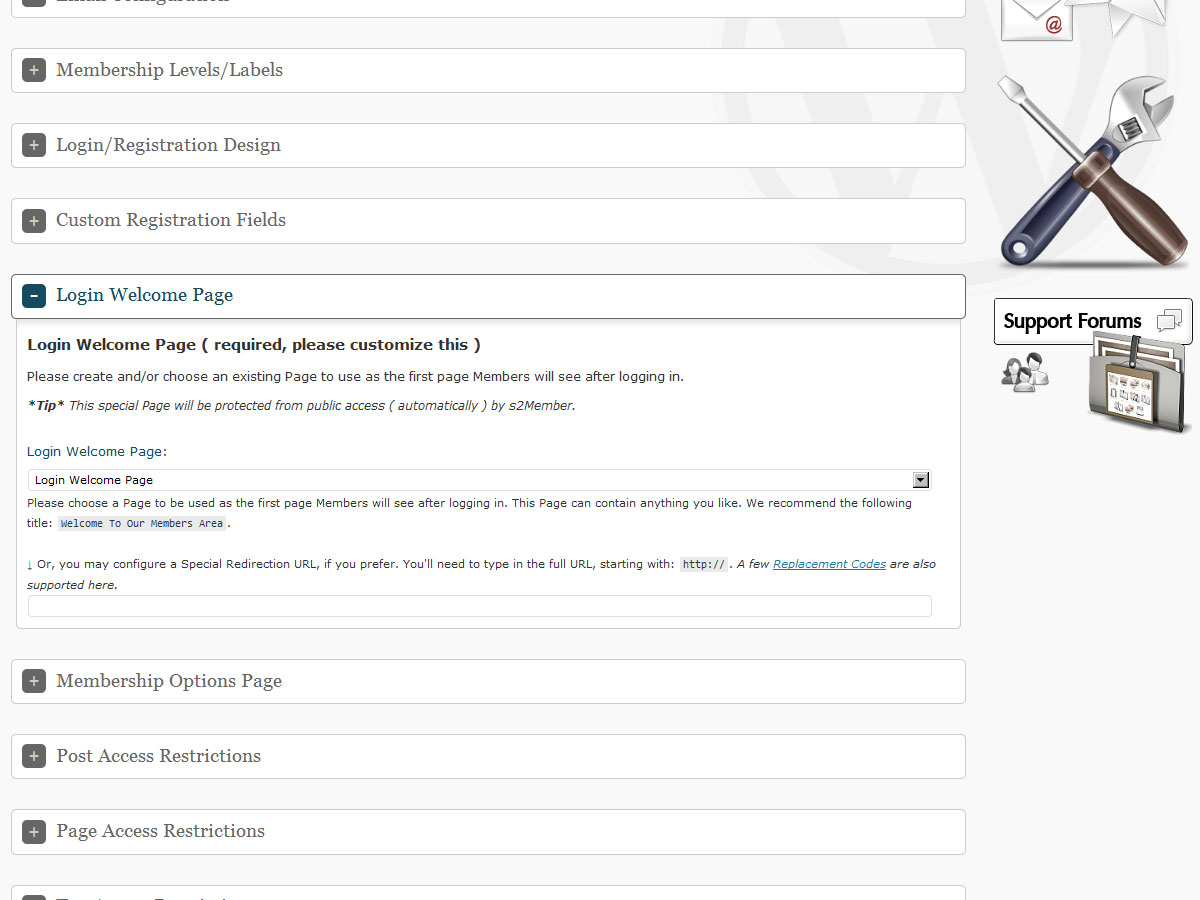 Membership Levels/Labels
Login/Registration Design
Custom Registration Fields
Login Welcome Page
Login Welcome Page ( required, please customize this )
Please create and/or choose an existing Page to use as the first page Members will see after logging in.
*Tip* This special Page will be protected from public access ( automatically ) by s2Member.
Login Welcome Page:
Login Welcome Page
Please choose a Page to be used as the first page Members will see after logging in. This Page can contain anything you like. We recommend the following
title: Welcome To Our Members Area.
↓ Or, you may configure a Special Redirection URL, if you prefer. You'll need to type in the full URL, starting with: http:// . A few Replacement Codes are also
supported here.
Membership Options Page
Post Access Restrictions
Page Access Restrictions
@
Support Forums